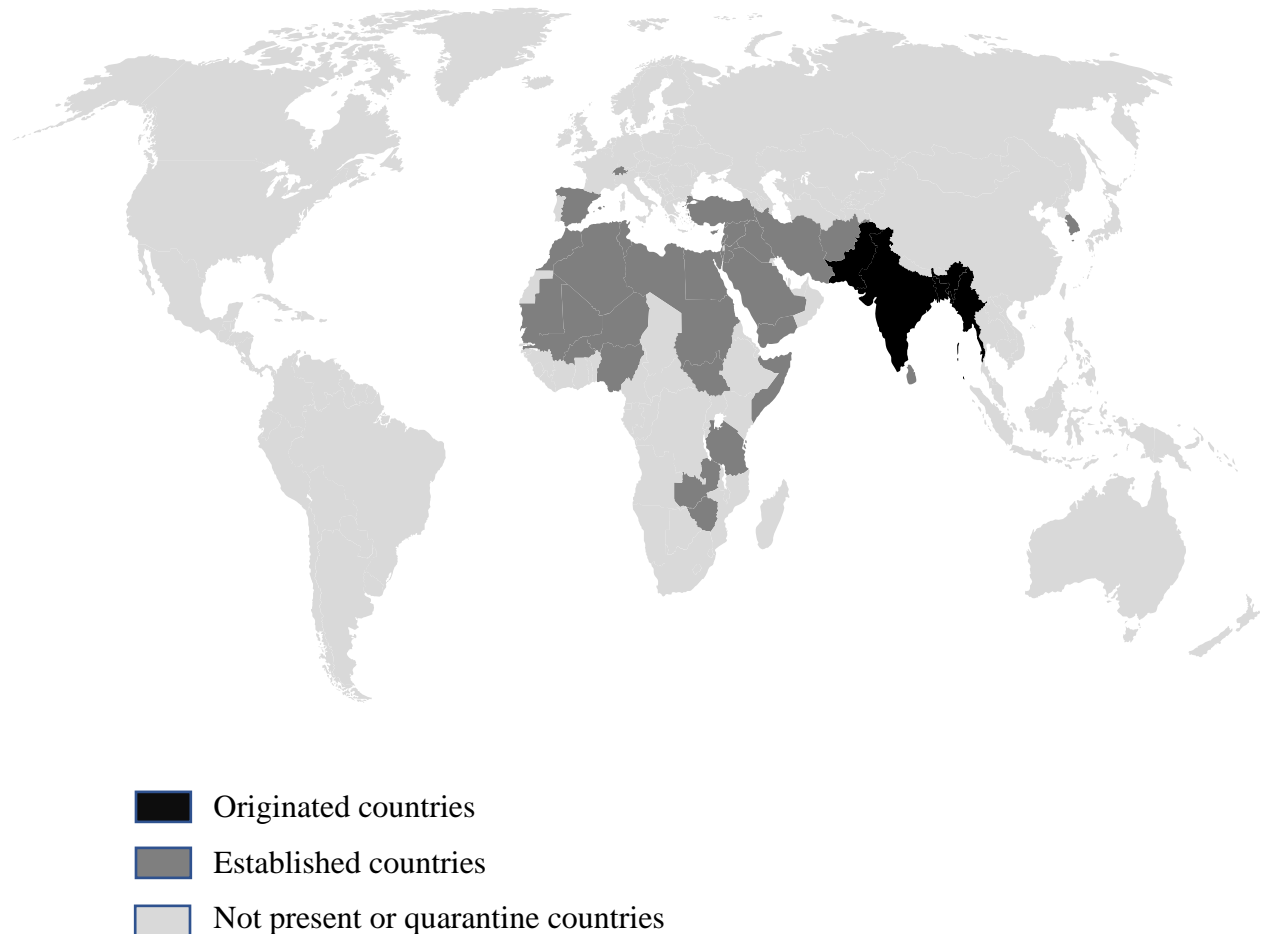 Originated countries
Established countries
Not present or quarantine countries